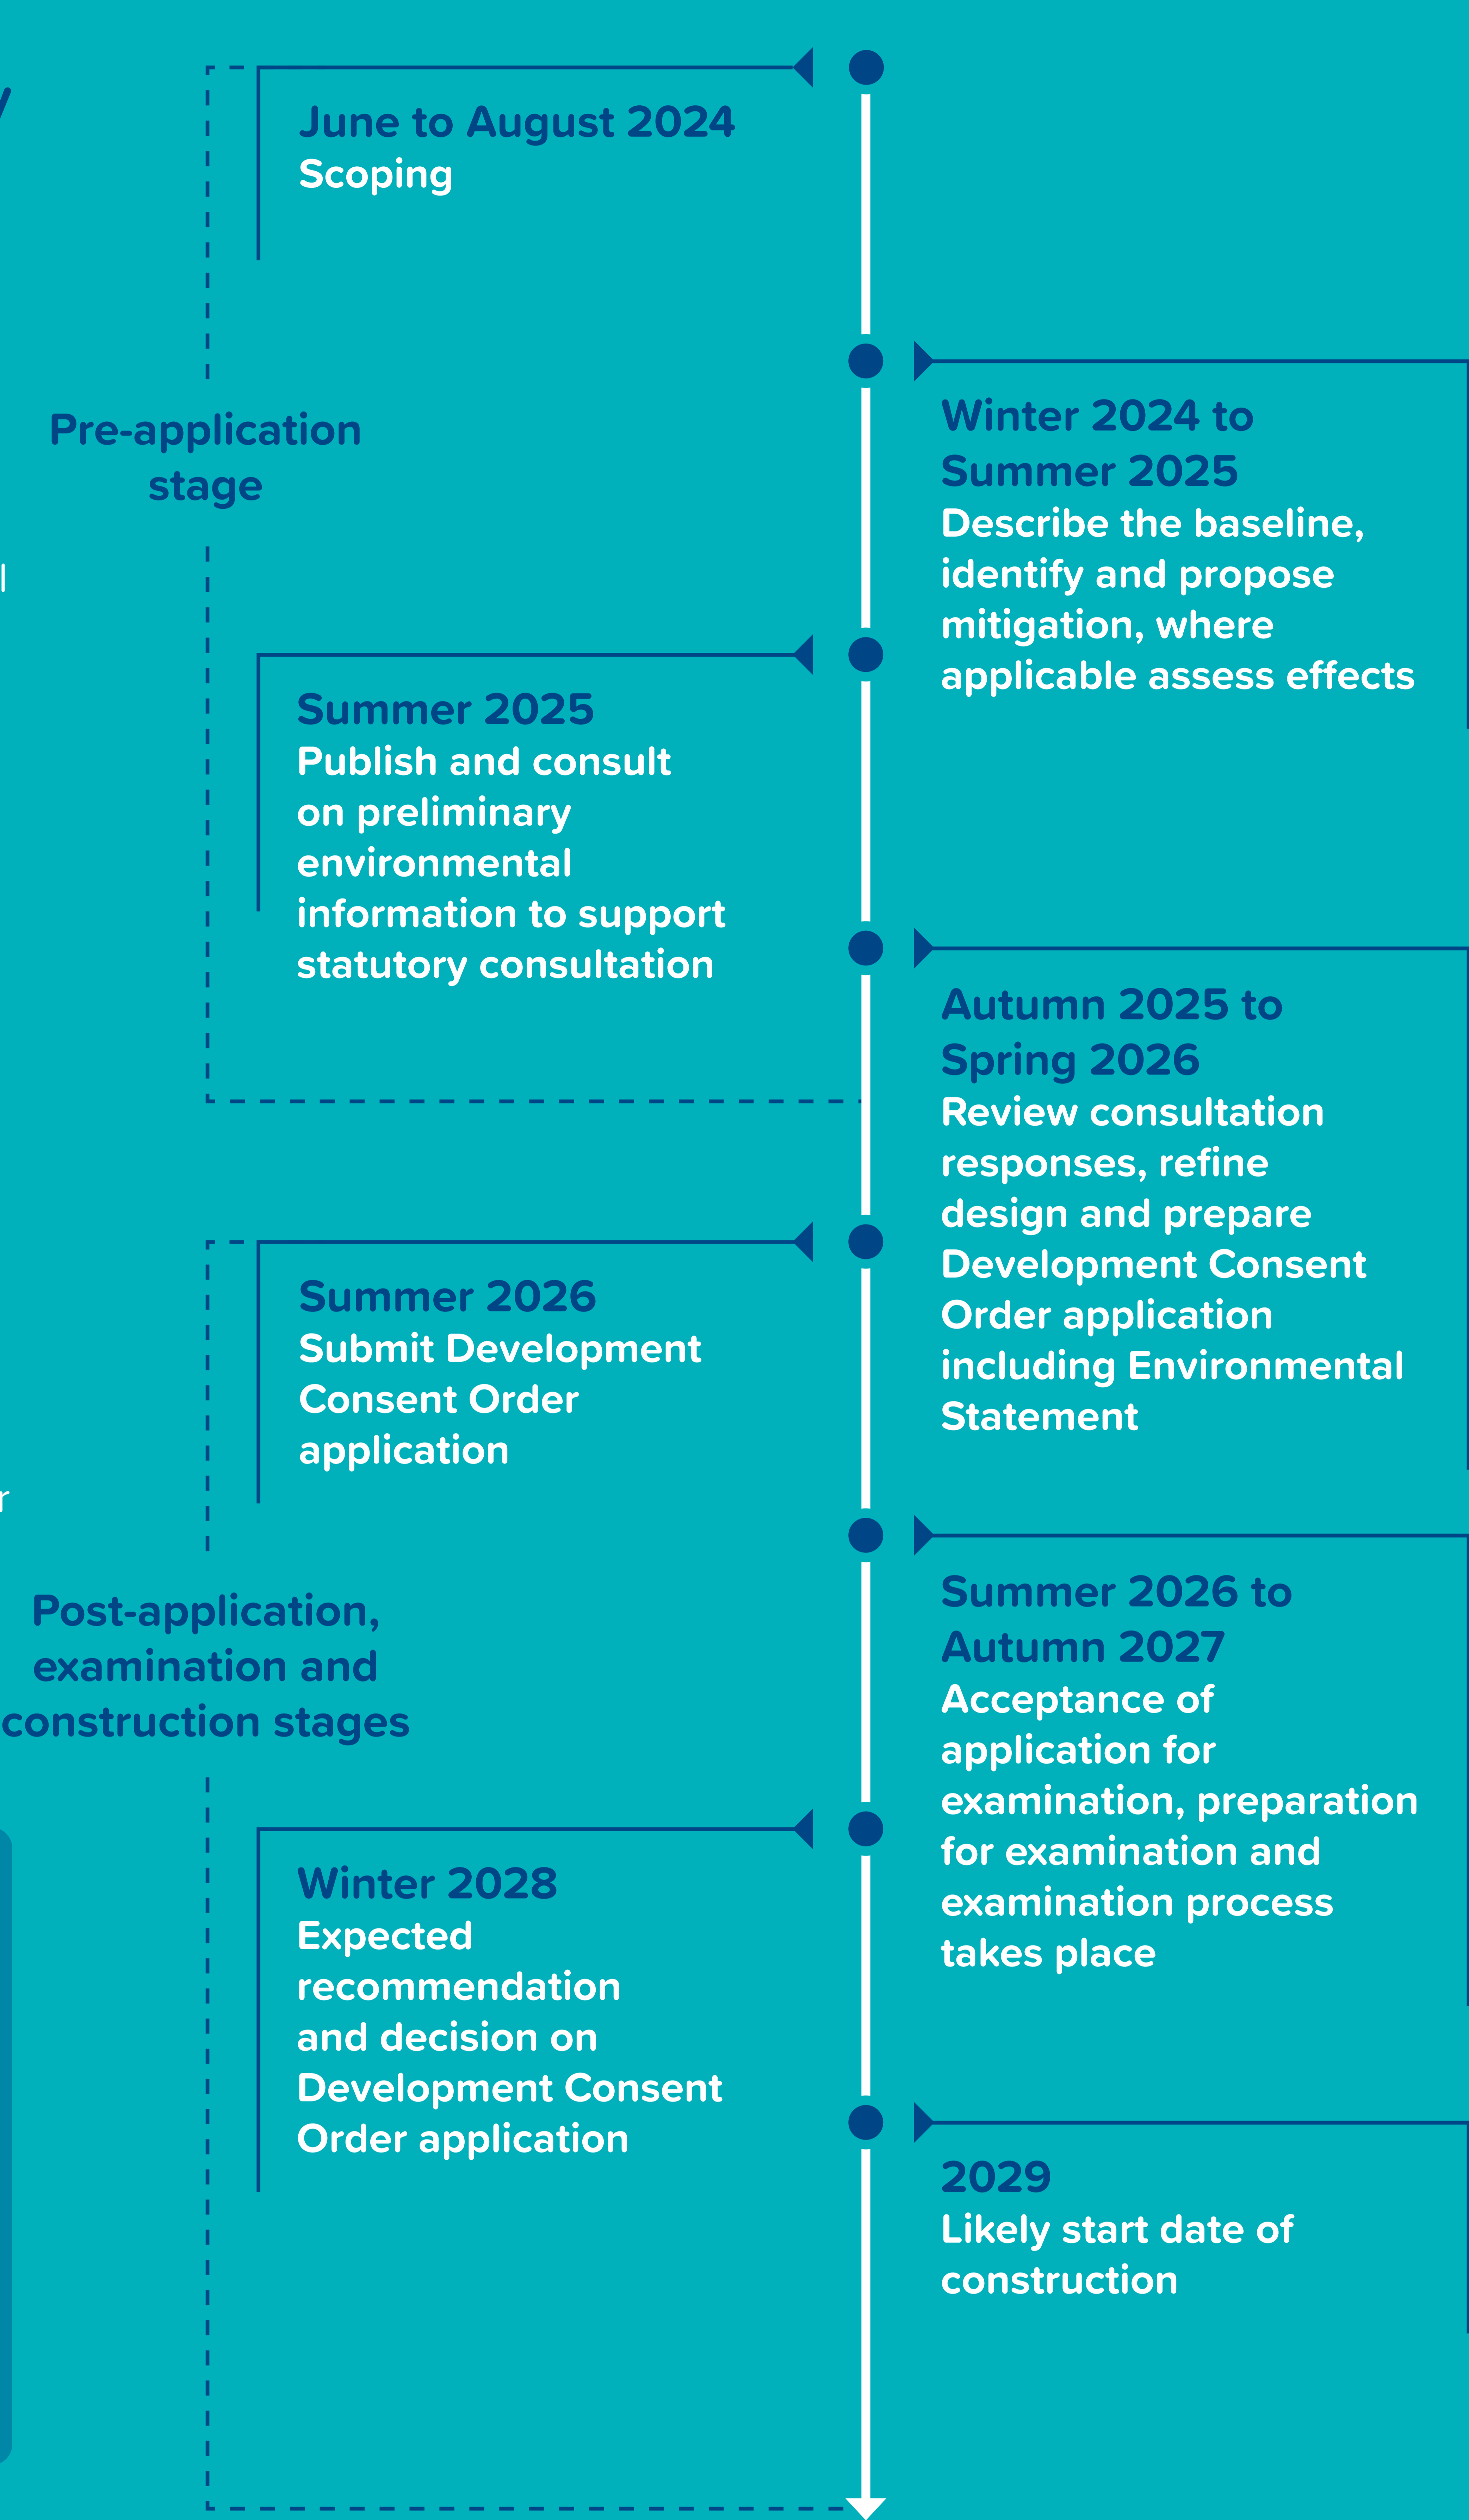 June to August 2024
Scoping
Pre-application
stage
Winter 2024 to
Summer 2025
Describe the baseline,
identify and propose
mitigation, where
applicable assess effects
Summer 2025
Publish and consult
on preliminary
environmental
information to support
statutory consultation
Autumn 2025 to
Spring 2026
Review consultation
responses, refine
design and prepare
Development Consent
Order application
including Environmental
Statement
Summer 2026
Submit Development
Consent Order
application
Post-application,
examination and
construction stages
Summer 2026 to
Autumn 2027
Acceptance of
application for
examination, preparation
for examination and
examination process
takes place
Winter 2028
Expected
recommendation
and decision on
Development Consent
Order application
2029
Likely start date of
construction